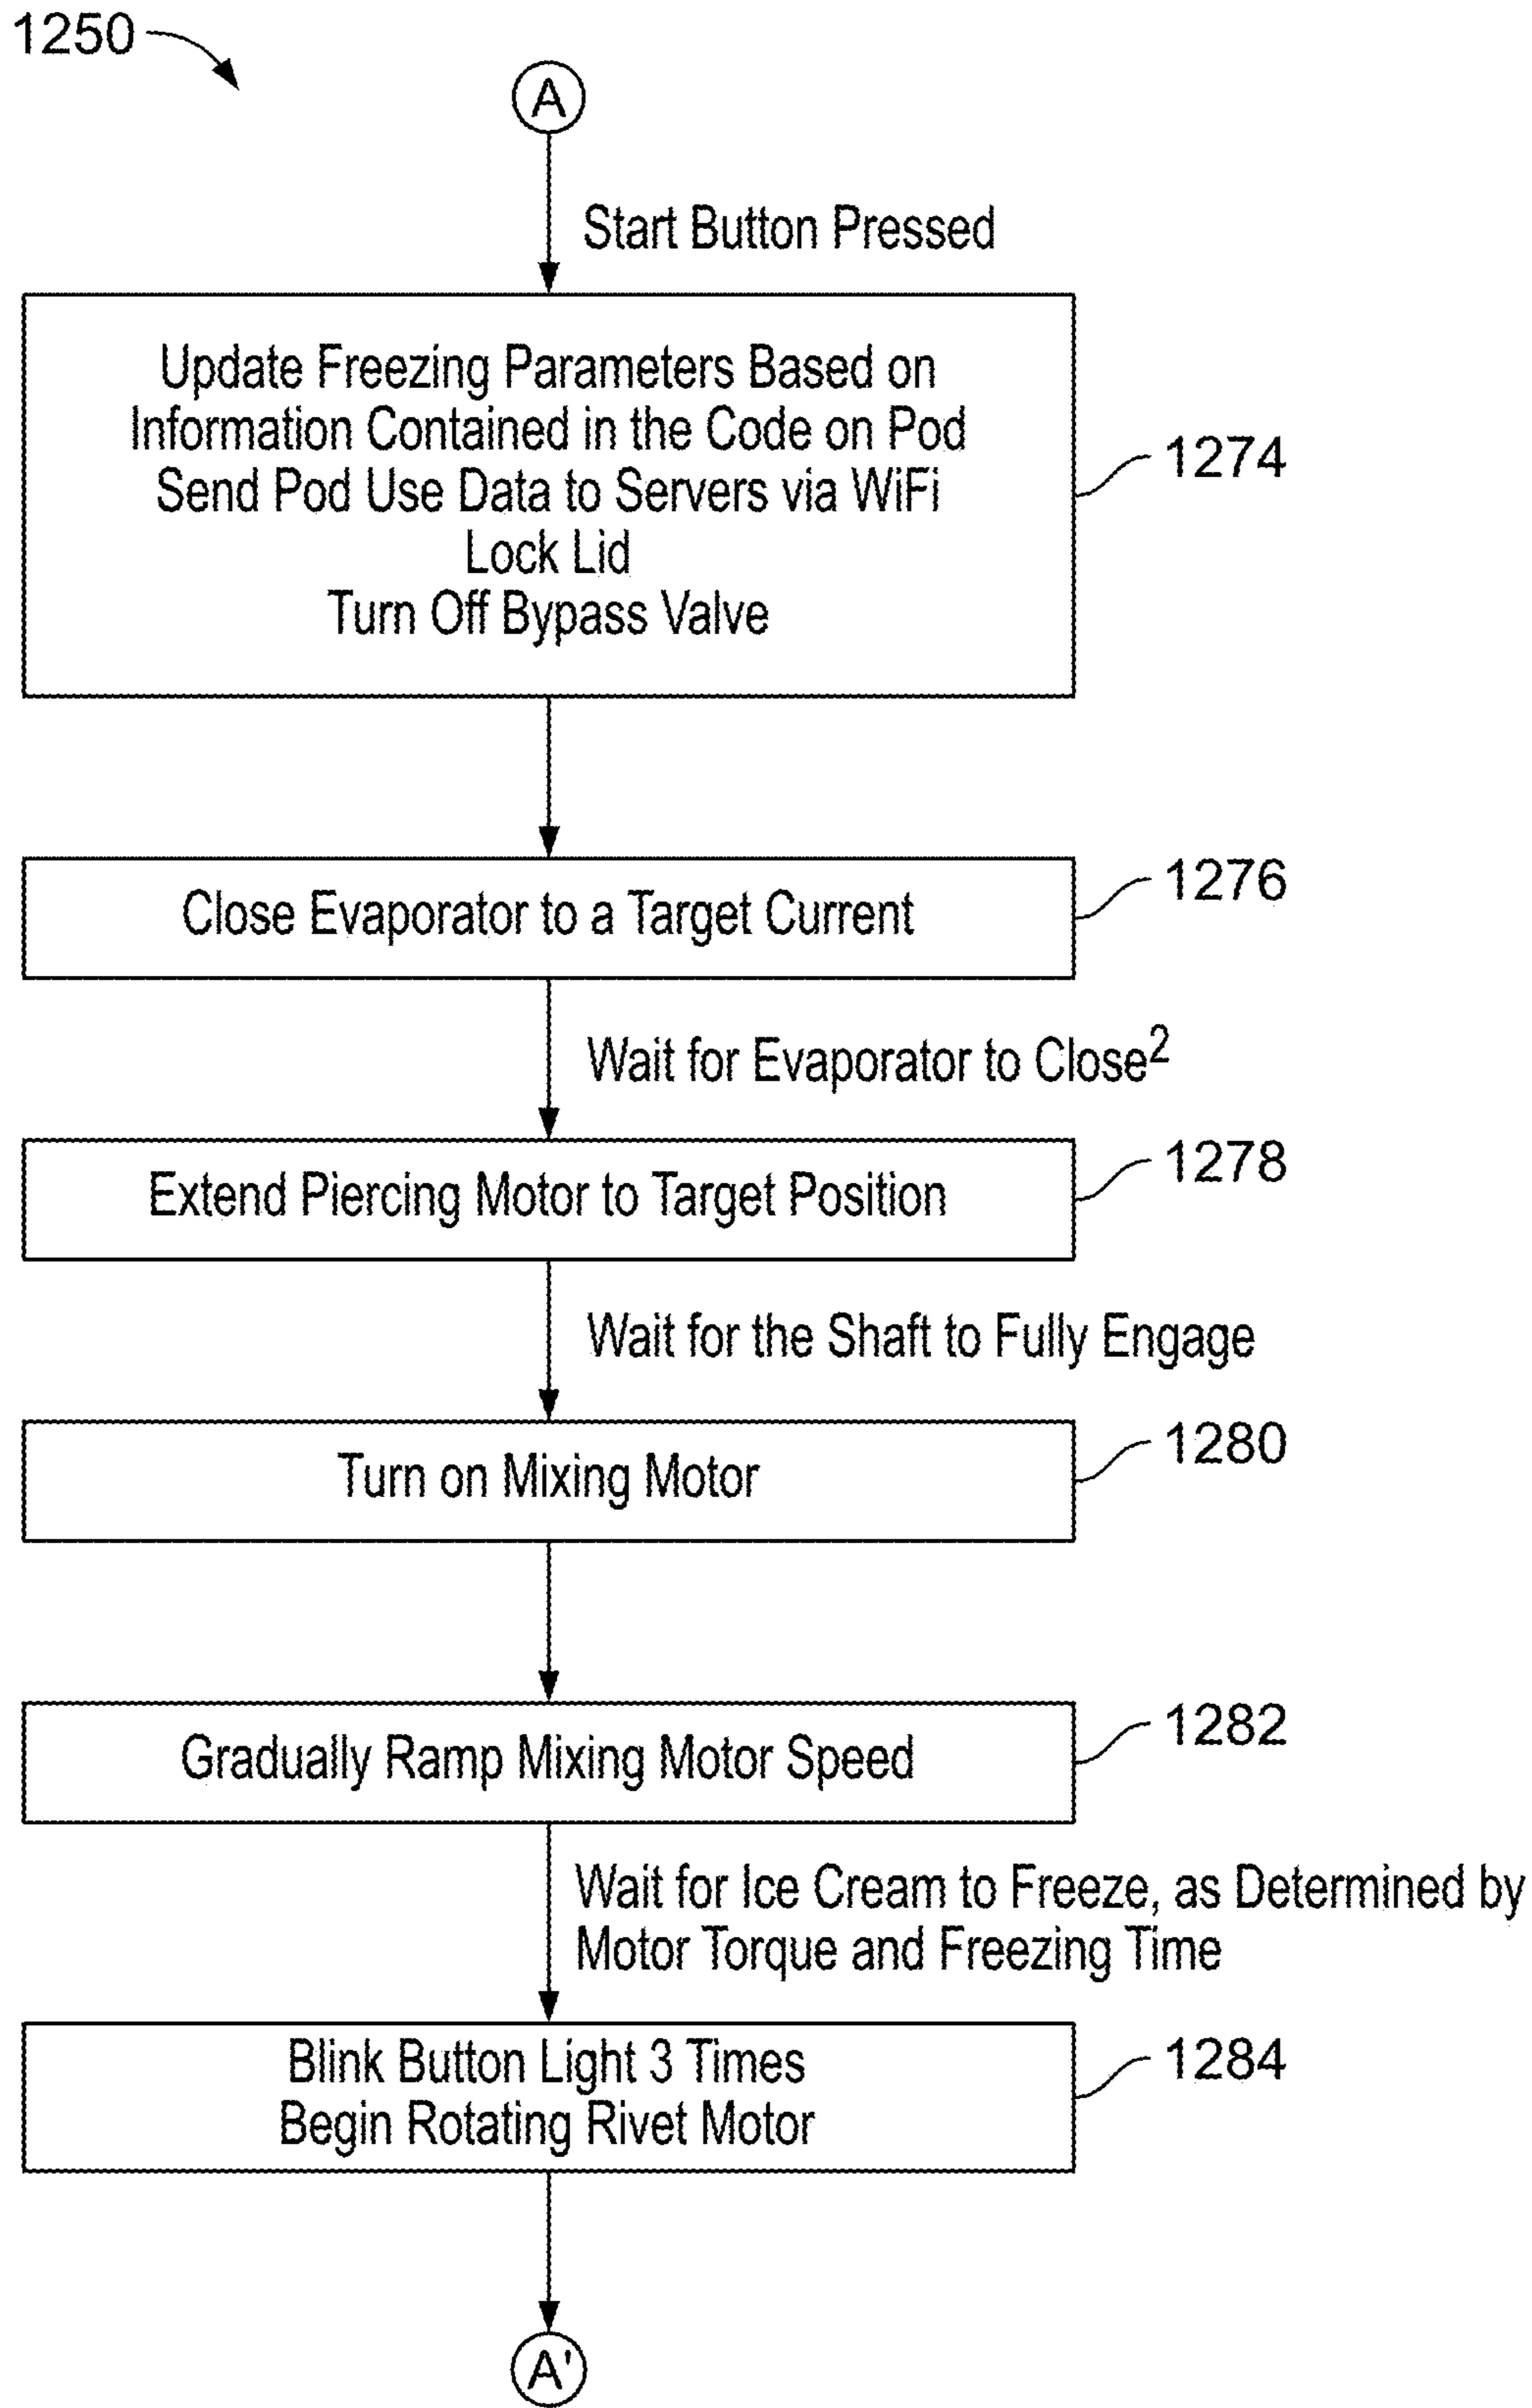 1250
A
Start Button Pressed
Update Freezing Parameters Based on
Information Contained in the Code on Pod
Send Pod Use Data to Servers via WiFi
Lock Lid
Turn Off Bypass Valve
1274
Close Evaporator to a Target Current
1276
Wait for Evaporator to Close²
Extend Piercing Motor to Target Position
1278
Wait for the Shaft to Fully Engage
Turn on Mixing Motor
1280
Gradually Ramp Mixing Motor Speed
1282
Wait for Ice Cream to Freeze, as Determined by
Motor Torque and Freezing Time
Blink Button Light 3 Times
Begin Rotating Rivet Motor
1284
A'